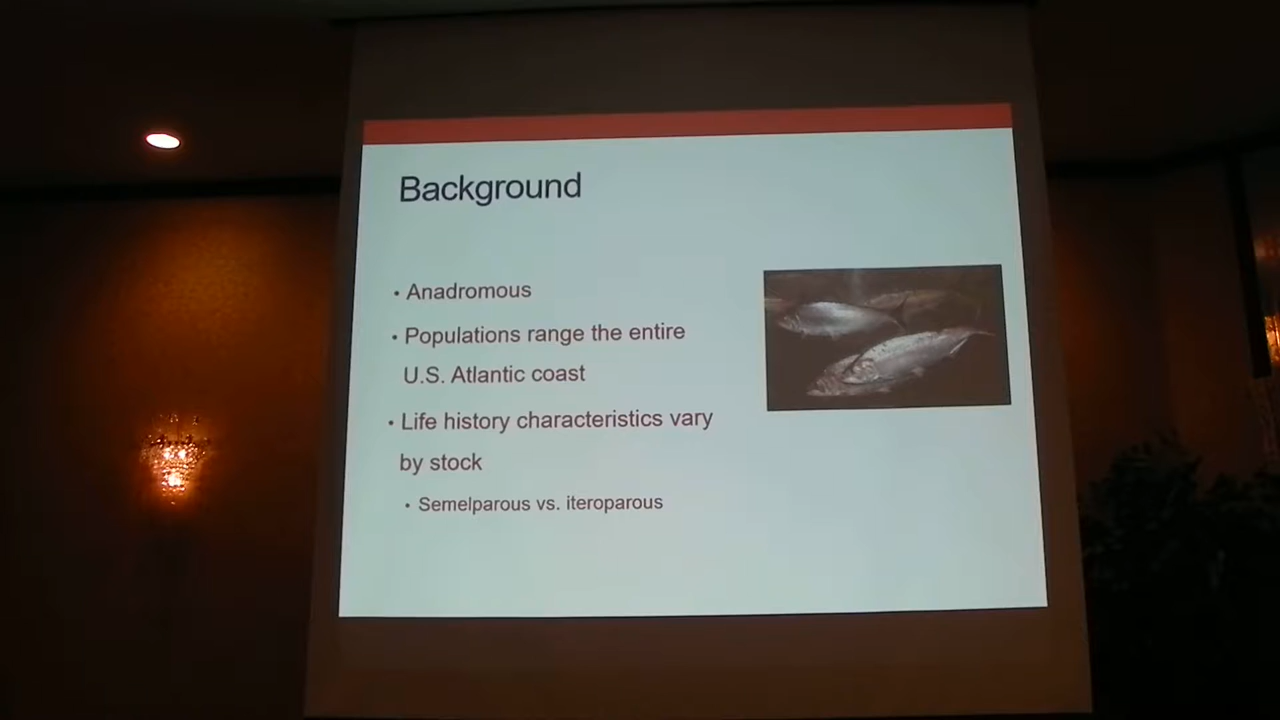 Background
• Anadromous
• Populations range the entire
U.S. Atlantic coast
• Life history characteristics vary
by stock
• Semelparous vs. iteroparous